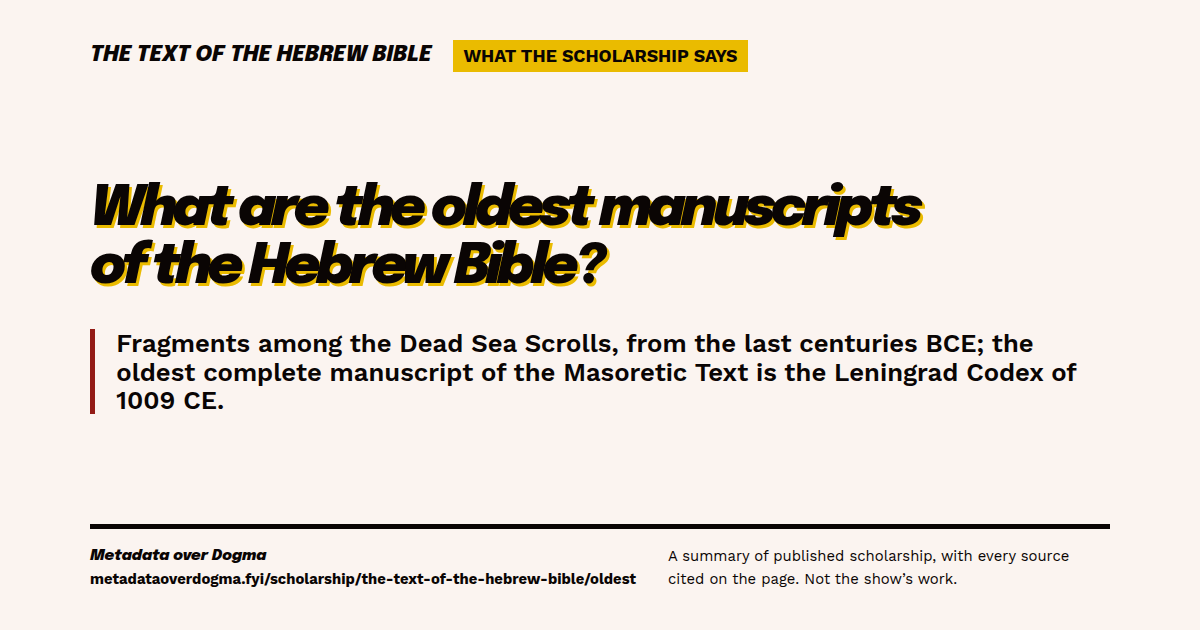 THE TEXT OF THE HEBREW BIBLE
WHAT THE SCHOLARSHIP SAYS
What are the oldest manuscripts
of the Hebrew Bible?
Fragments among the Dead Sea Scrolls, from the last centuries BCE; the
oldest complete manuscript of the Masoretic Text is the Leningrad Codex of
1009 CE.
Metadata over Dogma
metadataoverdogma.fyi/scholarship/the-text-of-the-hebrew-bible/oldest
A summary of published scholarship, with every source
cited on the page. Not the show’s work.